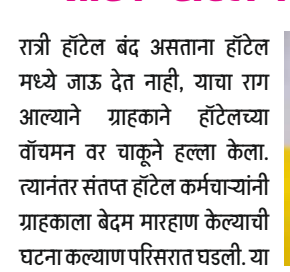 रात्री हॉटेल बंद असताना हॉटेल
मध्ये जाऊ देत नाही, याचा राग
आल्याने ग्राहकाने हॉटेलच्या
वॉचमन वर चाकूने हल्ला केला.
त्यानंतर संतप्त हॉटेल कर्मचाऱ्यांनी
ग्राहकाला बेदम मारहाण केल्याची
घटना कल्याण परिसरात घडली. या